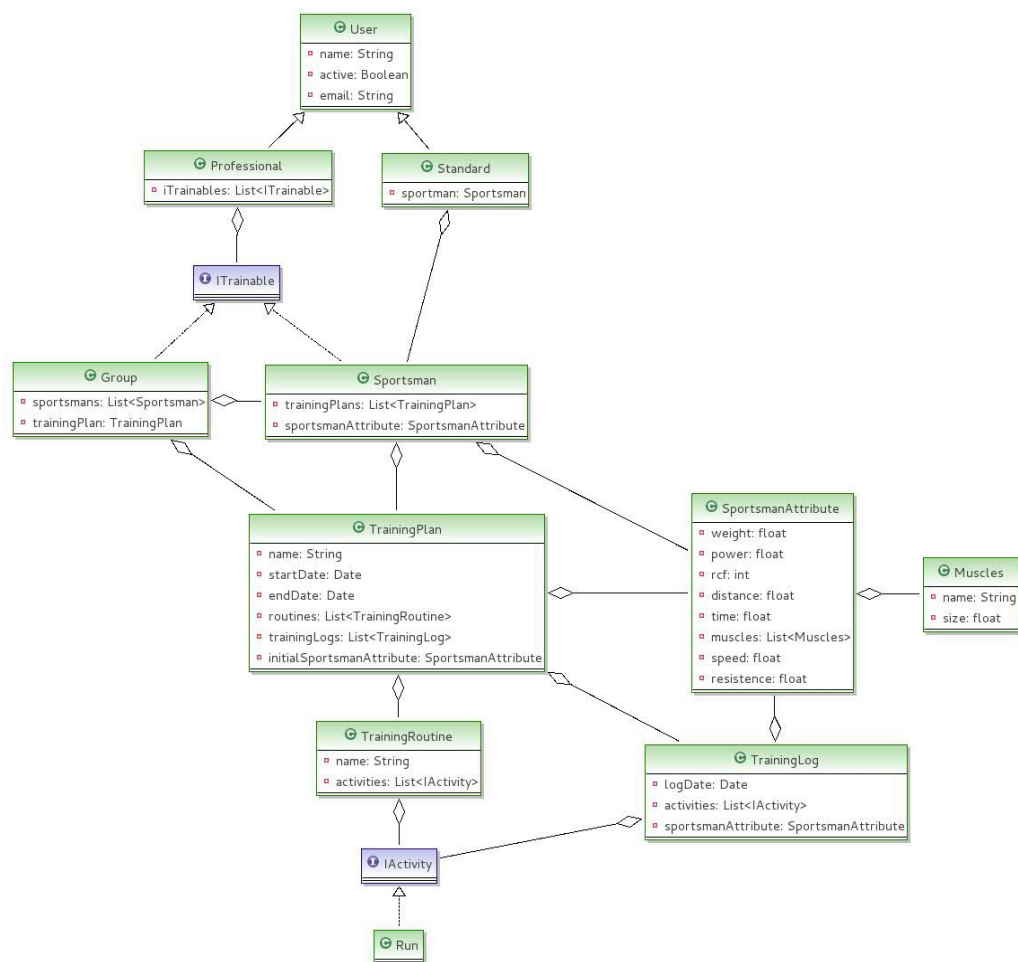 User
name: String
active: Boolean
email: String
Professional
iTrainables: List<ITrainable>
Standard
sportman: Sportsman
ITrainable
Group
sportsmans: List<Sportsman>
trainingPlan: TrainingPlan
Sportsman
trainingPlans: List<TrainingPlan>
sportsmanAttribute: SportsmanAttribute
TrainingPlan
name: String
startDate: Date
endDate: Date
routines: List<TrainingRoutine>
trainingLogs: List<TrainingLog>
initialSportsmanAttribute: SportsmanAttribute
SportsmanAttribute
weight: float
power: float
rcf: int
distance: float
time: float
muscles: List<Muscles>
speed: float
resistence: float
Muscles
name: String
size: float
TrainingRoutine
name: String
activities: List<IActivity>
TrainingLog
logDate: Date
activities: List<IActivity>
sportsmanAttribute: SportsmanAttribute
IActivity
Run